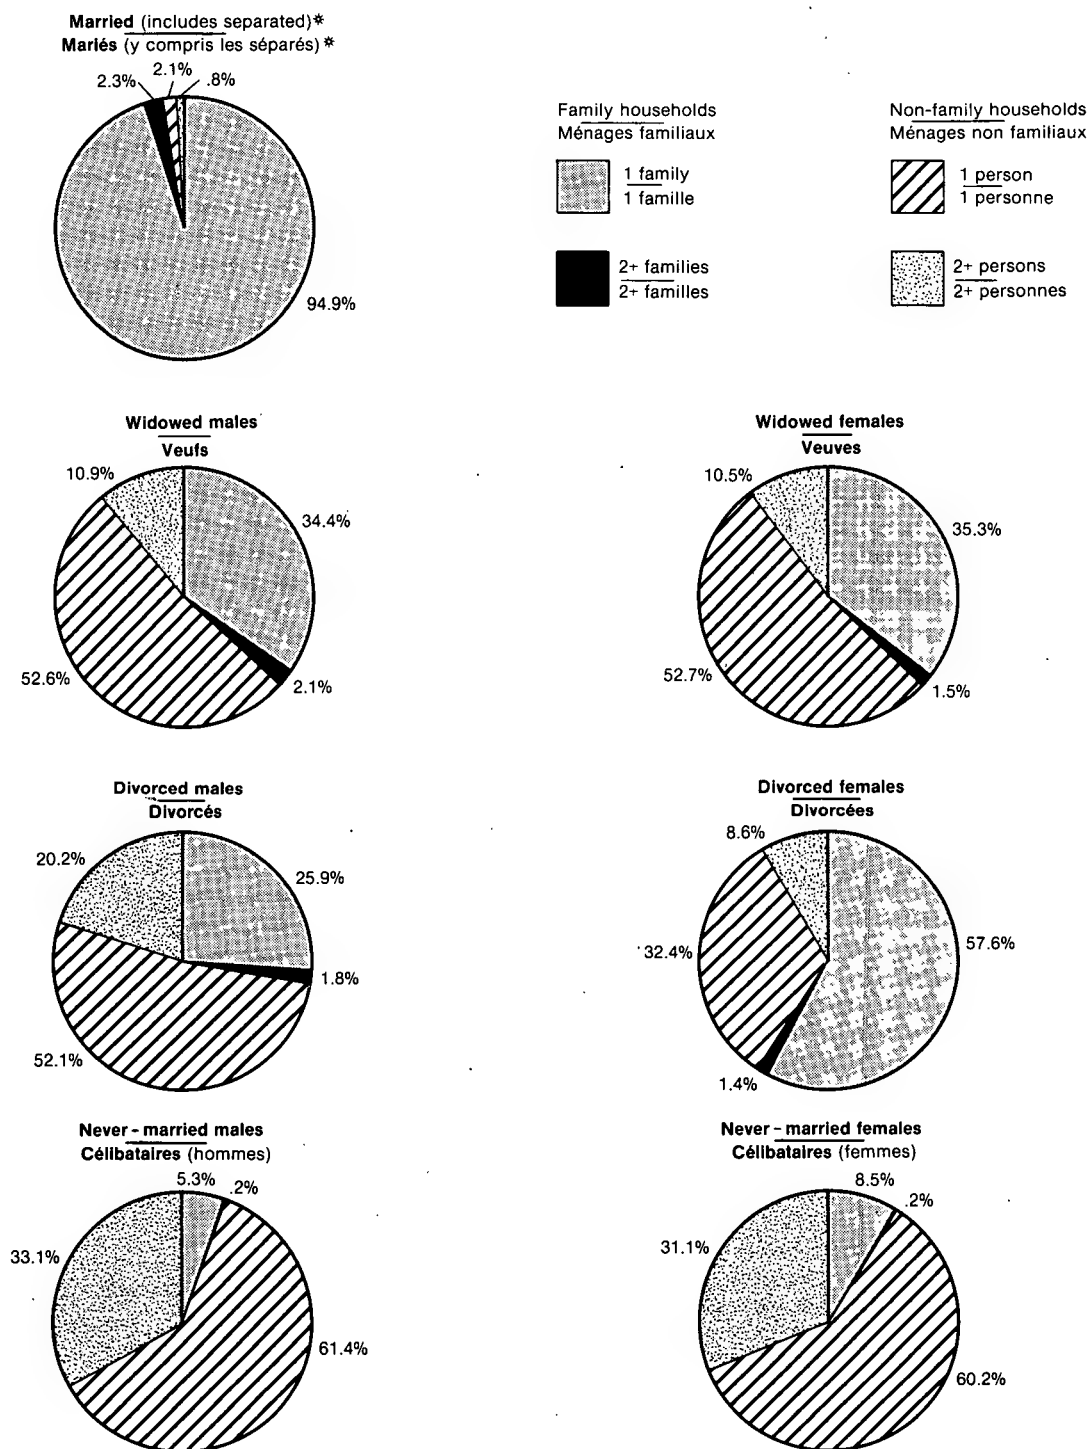 Married (includes separated)*
Mariés (y compris les séparés)*
2.3%
2.1%
.8%
94.9%
Family households
Ménages familiaux
1 family
1 famille
2+ families
2+ familles
Non-family households
Ménages non familiaux
1 person
1 personne
2+ persons
2+ personnes
Widowed males
Veufs
10.9%
34.4%
52.6%
2.1%
Widowed females
Veuves
10.5%
35.3%
52.7%
1.5%
Divorced males
Divorcés
20.2%
25.9%
1.8%
52.1%
Divorced females
Divorcées
8.6%
32.4%
57.6%
1.4%
Never-married males
Célibataires (hommes)
5.3%
.2%
33.1%
61.4%
Never-married females
Célibataires (femmes)
8.5%
.2%
31.1%
60.2%